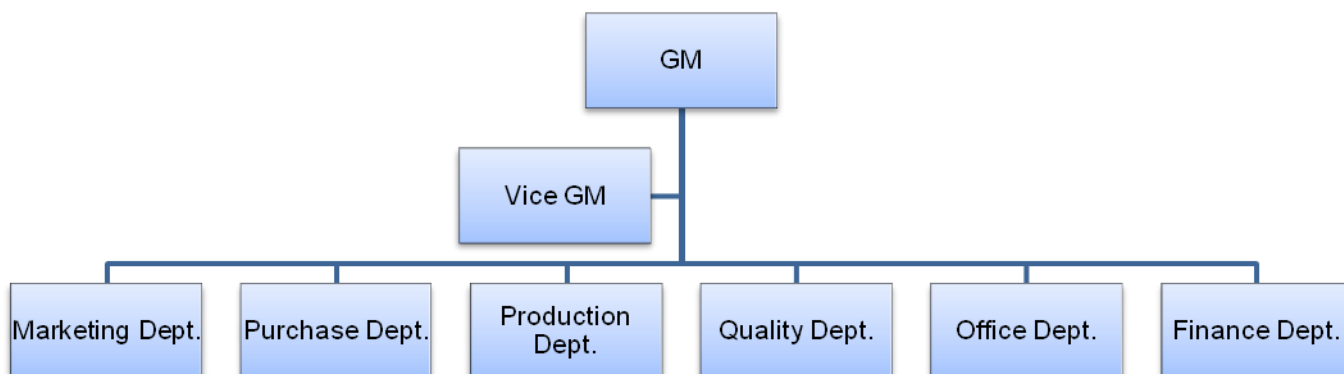 GM
Vice GM
Marketing Dept.
Purchase Dept.
Production
Dept.
Quality Dept.
Office Dept.
Finance Dept.